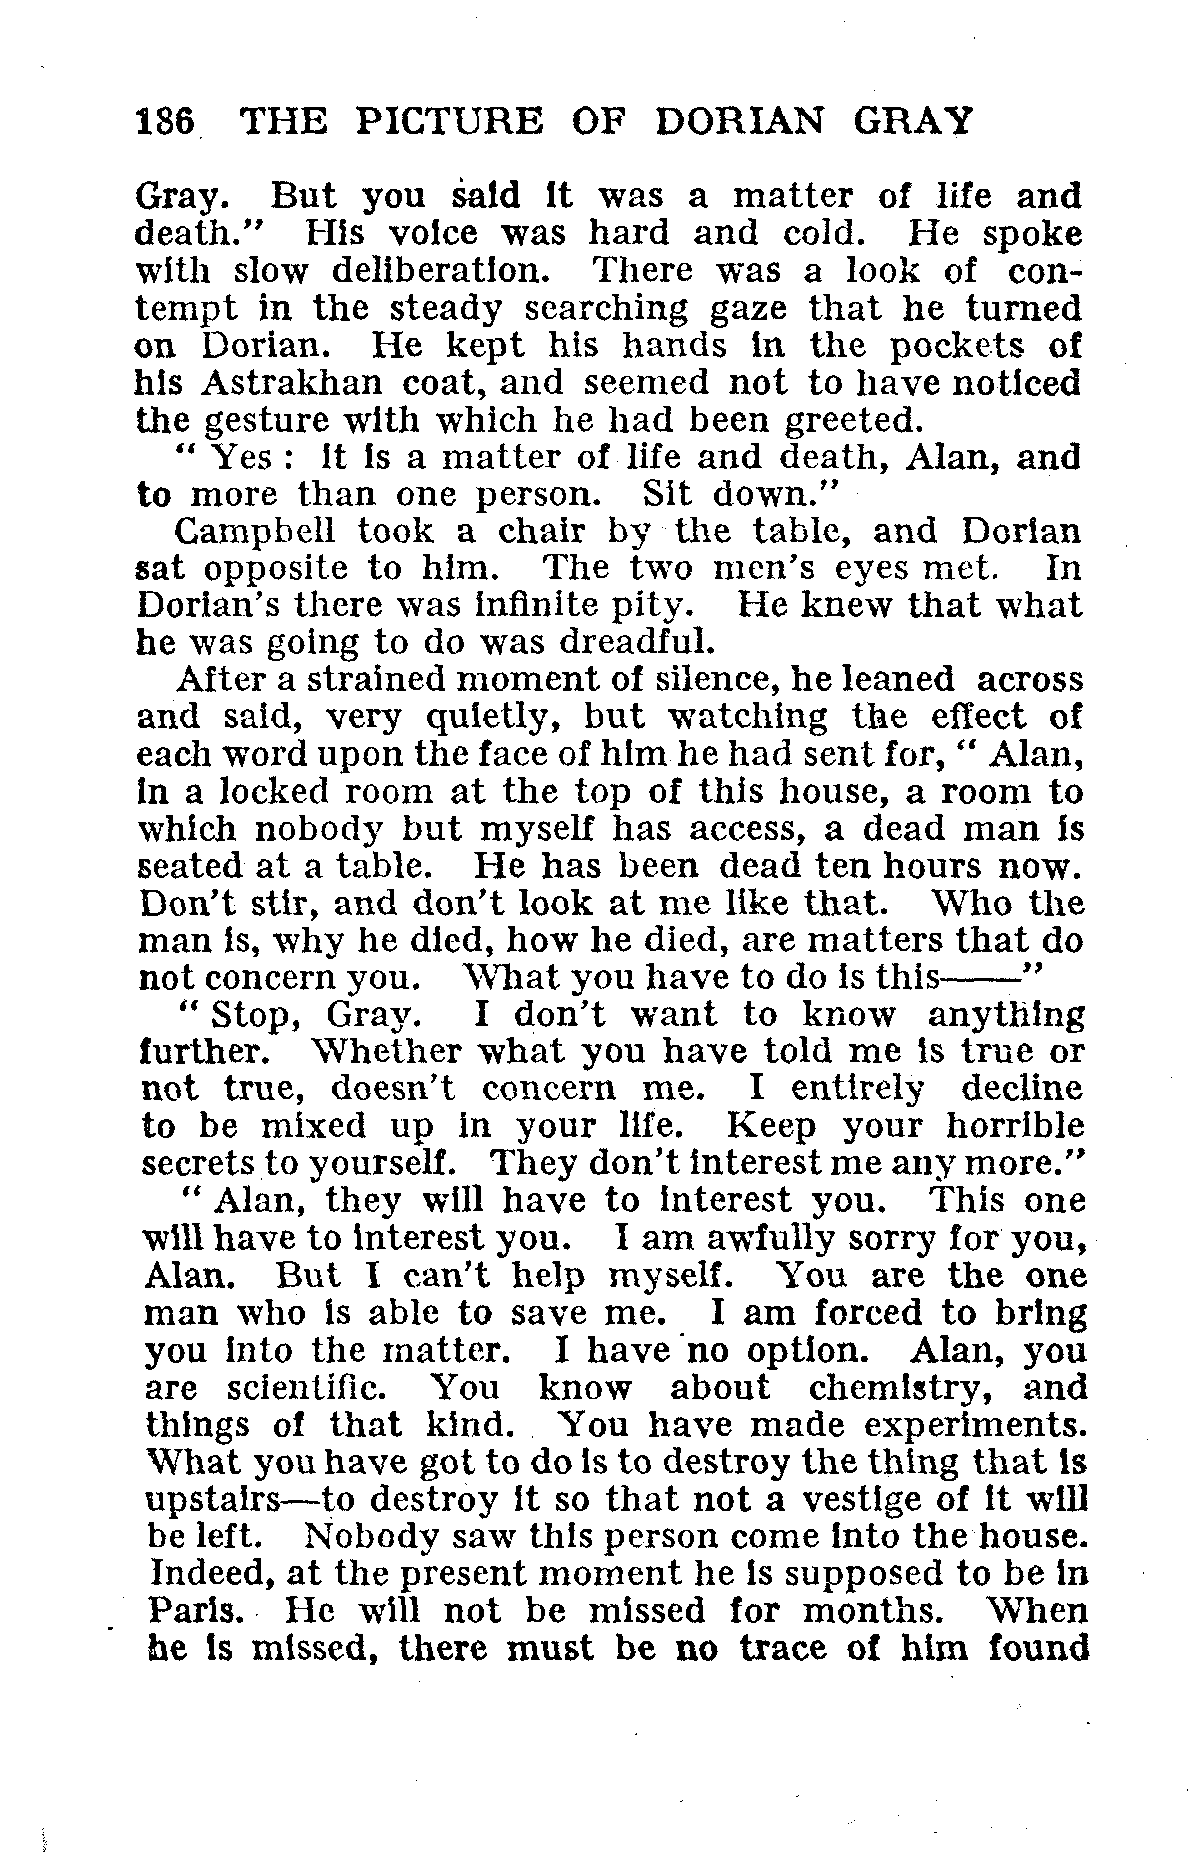 186 THE PICTURE OF DORIAN GRAY
Gray. But you said it was a matter of life and
death." His voice was hard and cold. He spoke
with slow deliberation. There was a look of con-
tempt in the steady searching gaze that he turned
on Dorian. He kept his hands in the pockets of
his Astrakhan coat, and seemed not to have noticed
the gesture with which he had been greeted.
" Yes : it is a matter of life and death, Alan, and
to more than one person. Sit down."
Campbell took a chair by the table, and Dorian
sat opposite to him. The two men's eyes met. In
Dorian's there was infinite pity. He knew that what
he was going to do was dreadful.
After a strained moment of silence, he leaned across
and said, very quietly, but watching the effect of
each word upon the face of him he had sent for, " Alan,
in a locked room at the top of this house, a room to
which nobody but myself has access, a dead man is
seated at a table. He has been dead ten hours now.
Don't stir, and don't look at me like that. Who the
man is, why he died, how he died, are matters that do
not concern you. What you have to do is this——"
" Stop, Gray. I don't want to know anything
further. Whether what you have told me is true or
not true, doesn't concern me. I entirely decline
to be mixed up in your life. Keep your horrible
secrets to yourself. They don't interest me any more."
" Alan, they will have to interest you. This one
will have to interest you. I am awfully sorry for you,
Alan. But I can't help myself. You are the one
man who is able to save me. I am forced to bring
you into the matter. I have no option. Alan, you
are scientific. You know about chemistry, and
things of that kind. You have made experiments.
What you have got to do is to destroy the thing that is
upstairs—to destroy it so that not a vestige of it will
be left. Nobody saw this person come into the house.
Indeed, at the present moment he is supposed to be in
Paris. He will not be missed for months. When
he is missed, there must be no trace of him found